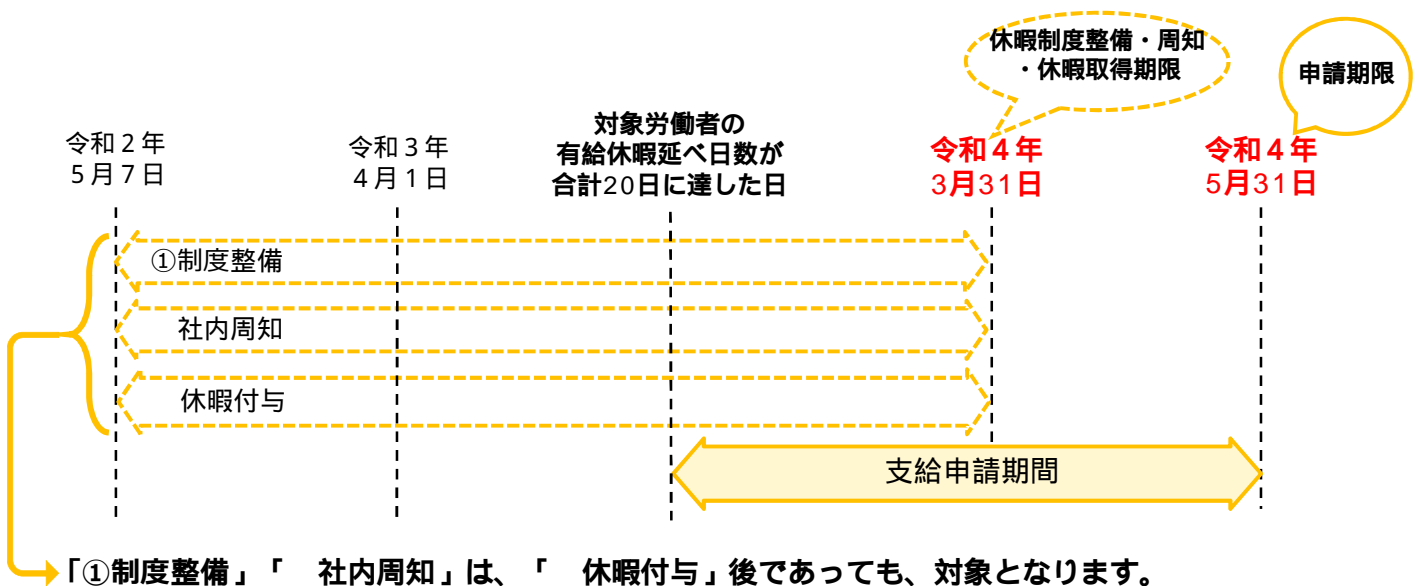 休暇制度整備・周知
・休暇取得期限
申請期限
令和２年
５月７日
令和３年
４月１日
対象労働者の
有給休暇延べ日数が
合計20日に達した日
令和４年
3月31日
令和４年
5月31日
①制度整備
社内周知
休暇付与
支給申請期間
「①制度整備」「　社内周知」は、「　休暇付与」後であっても、対象となります。